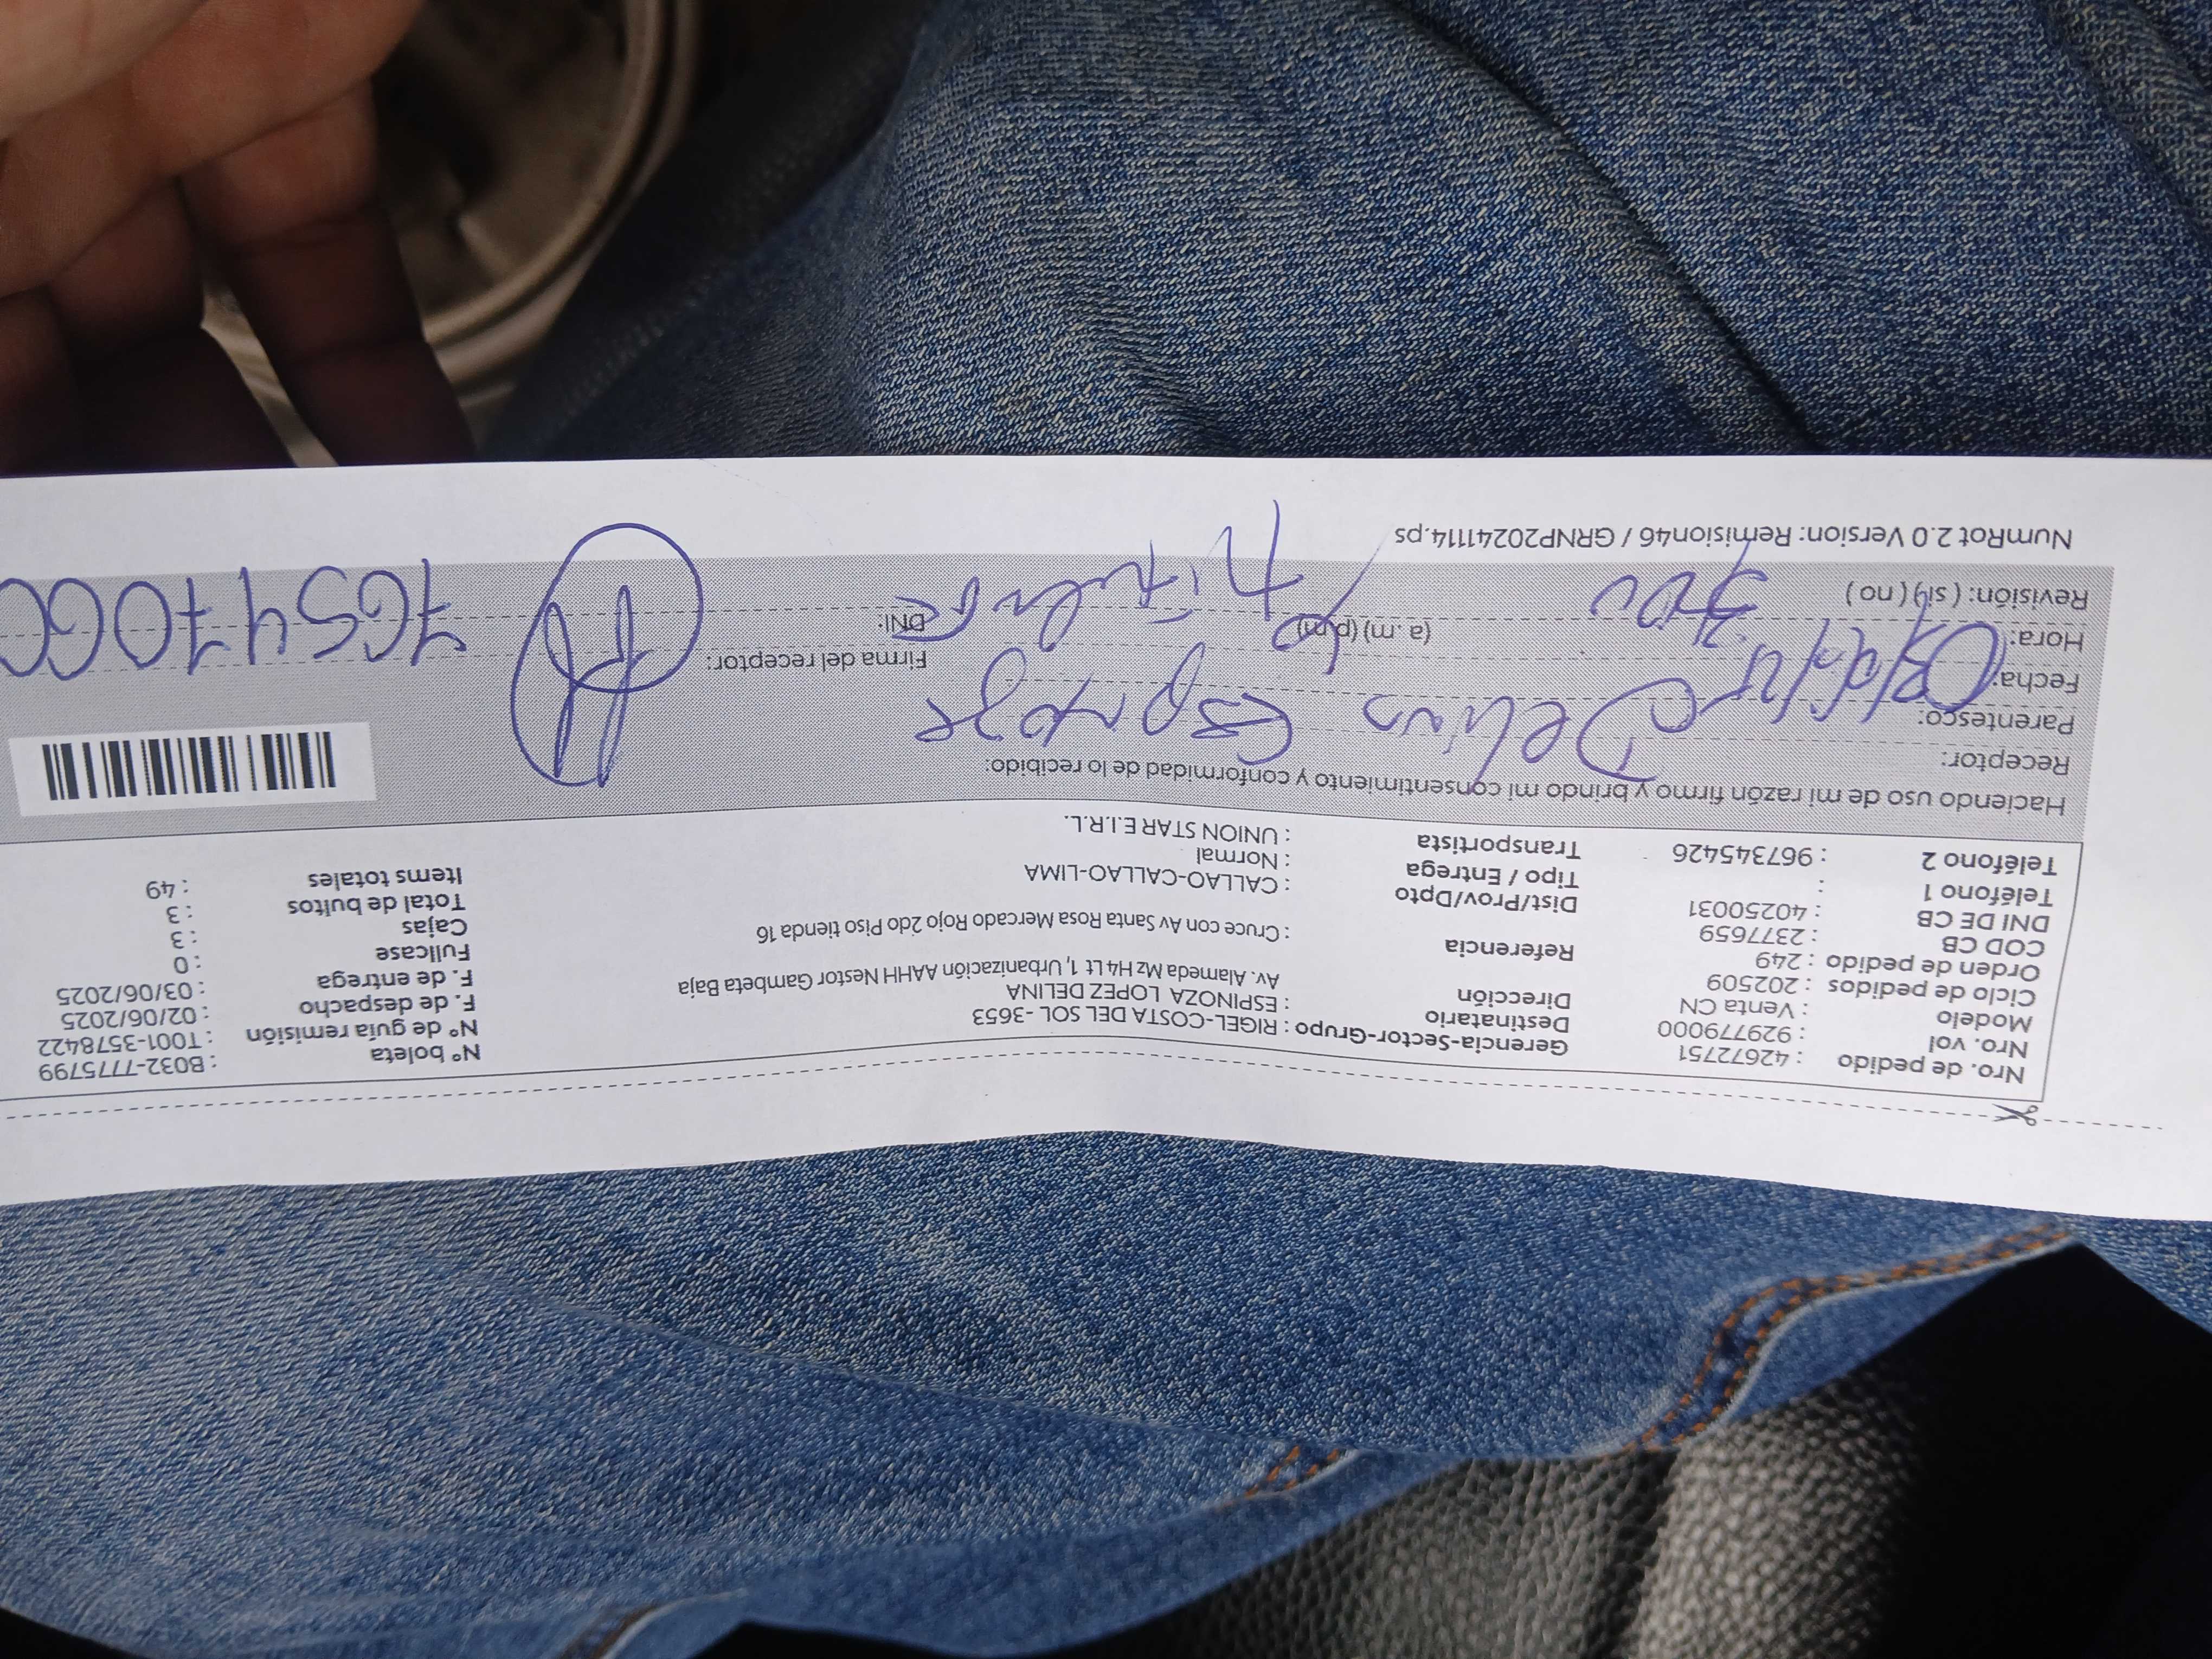 Nro. de pedido : 42672751
Nro. vol : 929779000
Modelo : Venta CN
Ciclo de pedidos : 202509
Orden de pedido : 249
COD CB : 2377659
DNI DE CB : 40250031
Teléfono 1 :
Teléfono 2 : 967345426
Gerencia-Sector-Grupo : RIGEL-COSTA DEL SOL -3653
Destinatario : ESPINOZA LOPEZ DELINA
Dirección Av. Alameda Mz H4 Lt 1, Urbanización AAHH Nestor Gambeta Baja
Referencia : Cruce con Av Santa Rosa Mercado Rojo 2do Piso tienda 16
Dist/Prov/Dpto : CALLAO-CALLAO-LIMA
Tipo / Entrega : Normal
Transportista : UNION STAR E.I.R.L.
N° boleta : B032-7775799
N° de guía remisión : T001-3578422
F. de despacho : 02/06/2025
F. de entrega : 03/06/2025
Fullcase : 0
Cajas : 3
Total de bultos : 3
Items totales : 49
Haciendo uso de mi razón firmo y brindo mi consentimiento y conformidad de lo recibido:
Receptor:
Parentesco:
Fecha:
Hora: (a. m) (p.m)
Revisión: ( si ) ( no )
Firma del receptor:
DNI:
NumRot 2.0 Version: Remision46 / GRNP20241114.ps